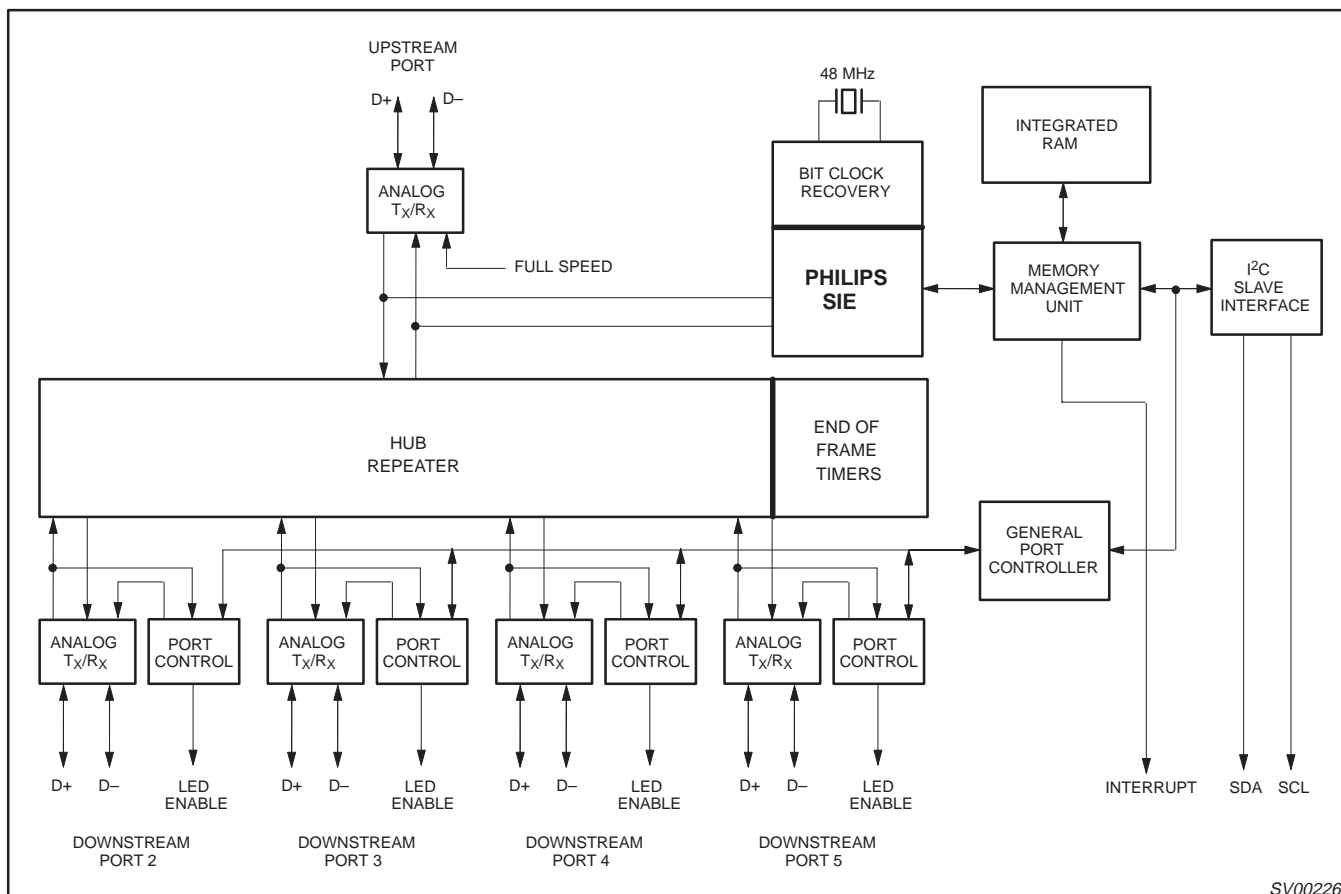 UPSTREAM
PORT
D+ D–
48 MHz
ANALOG
TX/RX
BIT CLOCK
RECOVERY
INTEGRATED
RAM
FULL SPEED
PHILIPS
SIE
MEMORY
MANAGEMENT
UNIT
I2C
SLAVE
INTERFACE
HUB
REPEATER
END OF
FRAME
TIMERS
GENERAL
PORT
CONTROLLER
ANALOG
TX/RX
PORT
CONTROL
ANALOG
TX/RX
PORT
CONTROL
ANALOG
TX/RX
PORT
CONTROL
ANALOG
TX/RX
PORT
CONTROL
D+ D–
LED
ENABLE
D+ D–
LED
ENABLE
D+ D–
LED
ENABLE
D+ D–
LED
ENABLE
INTERRUPT
SDA
SCL
DOWNSTREAM
PORT 2
DOWNSTREAM
PORT 3
DOWNSTREAM
PORT 4
DOWNSTREAM
PORT 5
SV00226